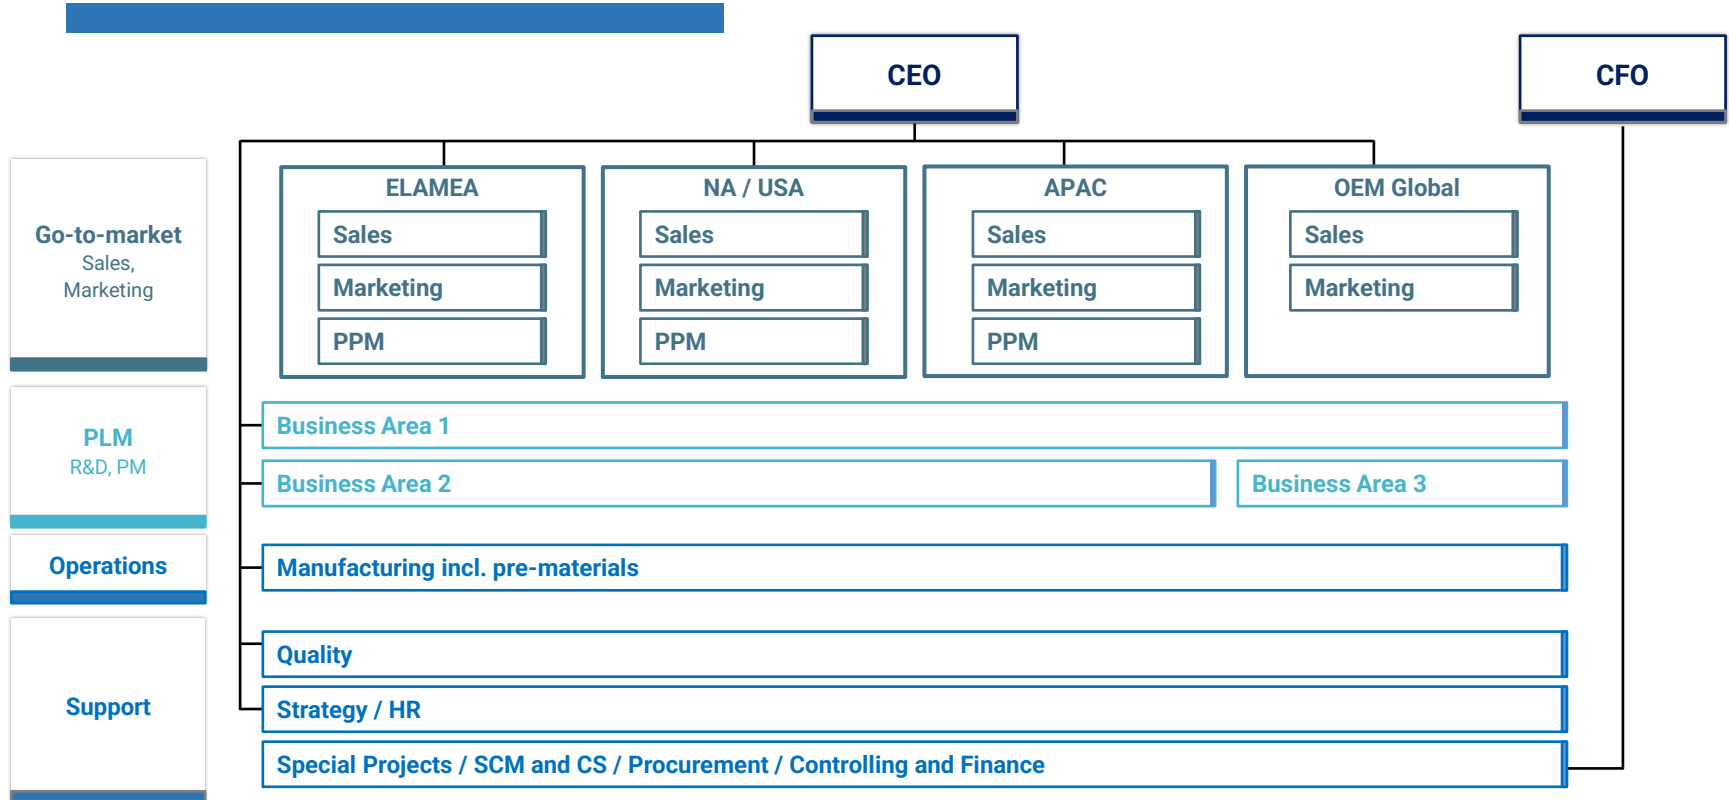 CEO
CFO
Go-to-market
Sales,
Marketing
ELAMEA
Sales
Marketing
PPM
NA / USA
Sales
Marketing
PPM
APAC
Sales
Marketing
PPM
OEM Global
Sales
Marketing
PLM
R&D, PM
Business Area 1
Business Area 2
Business Area 3
Operations
Manufacturing incl. pre-materials
Support
Quality
Strategy / HR
Special Projects / SCM and CS / Procurement / Controlling and Finance